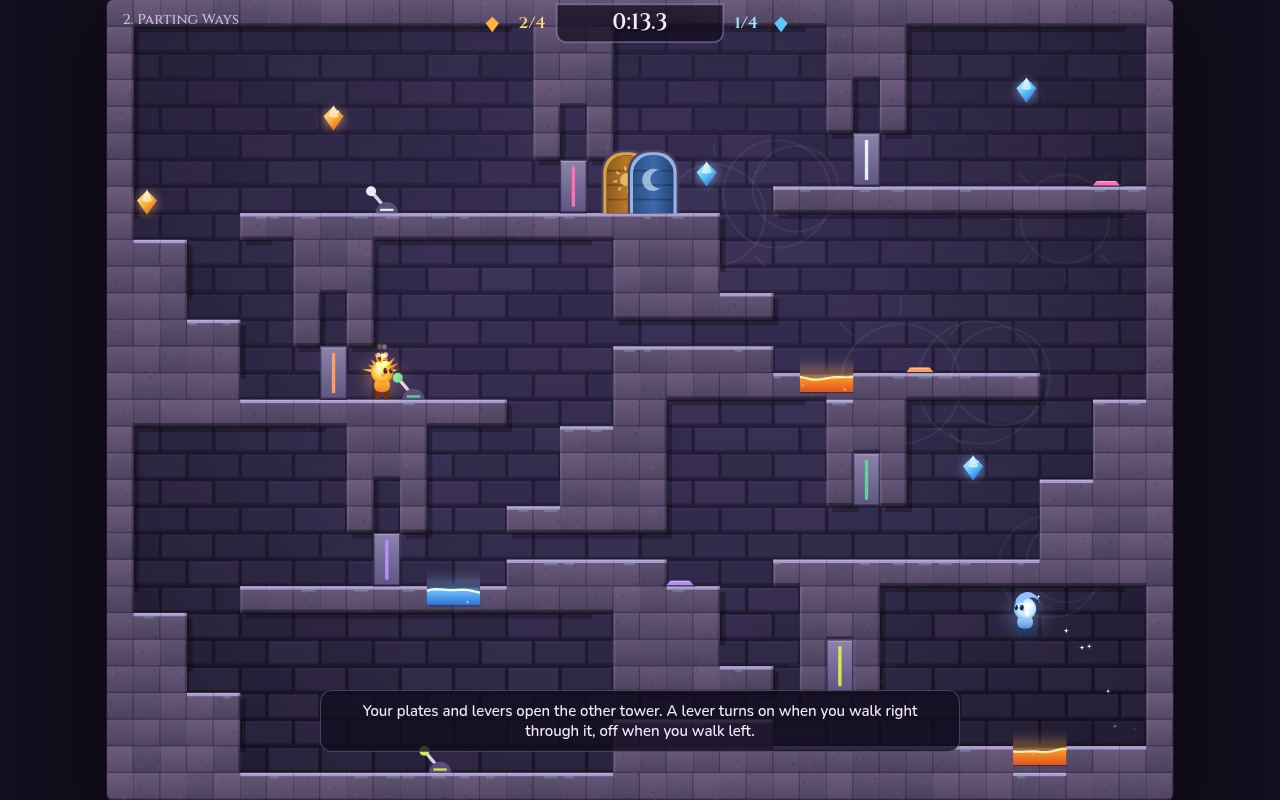 2. Parting Ways
2/4
0:13.3
1/4
Your plates and levers open the other tower. A lever turns on when you walk right
through it, off when you walk left.